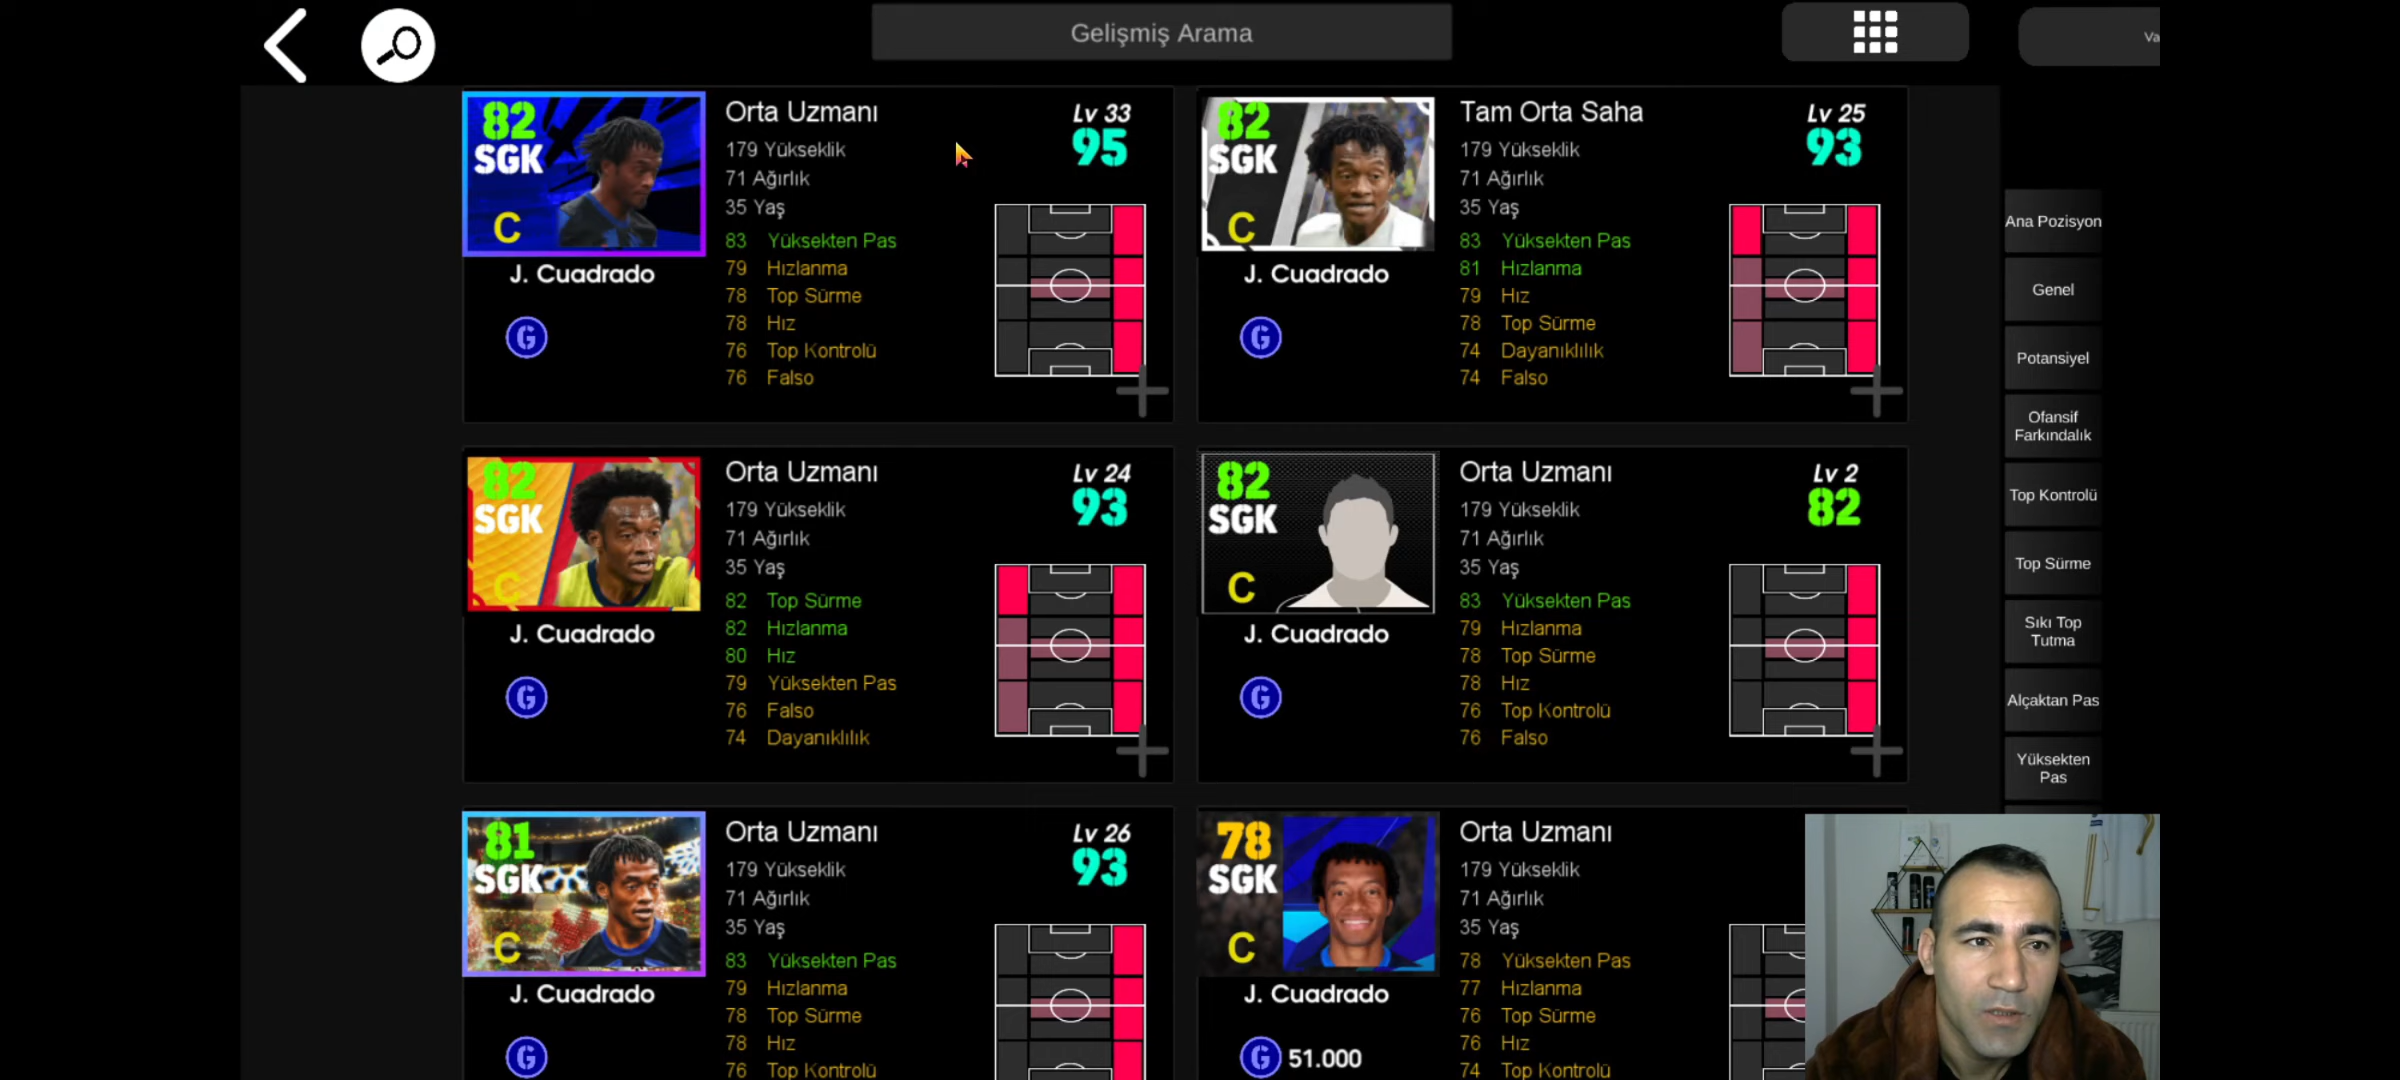 Gelişmiş Arama
Va
82
SGK
C
J. Cuadrado
G
Orta Uzmanı
179 Yükseklik
71 Ağırlık
35 Yaş
83 Yüksekten Pas
79 Hızlanma
78 Top Sürme
78 Hız
76 Top Kontrolü
76 Falso
Lv 33
95
82
SGK
C
J. Cuadrado
G
Tam Orta Saha
179 Yükseklik
71 Ağırlık
35 Yaş
83 Yüksekten Pas
81 Hızlanma
79 Hız
78 Top Sürme
74 Dayanıklılık
74 Falso
Lv 25
93
82
SGK
C
J. Cuadrado
G
Orta Uzmanı
179 Yükseklik
71 Ağırlık
35 Yaş
82 Top Sürme
82 Hızlanma
80 Hız
79 Yüksekten Pas
76 Falso
74 Dayanıklılık
Lv 24
93
82
SGK
C
J. Cuadrado
G
Orta Uzmanı
179 Yükseklik
71 Ağırlık
35 Yaş
83 Yüksekten Pas
79 Hızlanma
78 Top Sürme
78 Hız
76 Top Kontrolü
76 Falso
Lv 2
82
81
SGK
C
J. Cuadrado
G
Orta Uzmanı
179 Yükseklik
71 Ağırlık
35 Yaş
83 Yüksekten Pas
79 Hızlanma
78 Top Sürme
78 Hız
76 Top Kontrolü
Lv 26
93
78
SGK
C
J. Cuadrado
G 51.000
Orta Uzmanı
179 Yükseklik
71 Ağırlık
35 Yaş
78 Yüksekten Pas
77 Hızlanma
76 Top Sürme
76 Hız
74 Top Kontrolü
Ana Pozisyon
Genel
Potansiyel
Ofansif
Farkındalık
Top Kontrolü
Top Sürme
Sıkı Top
Tutma
Alçaktan Pas
Yüksekten
Pas